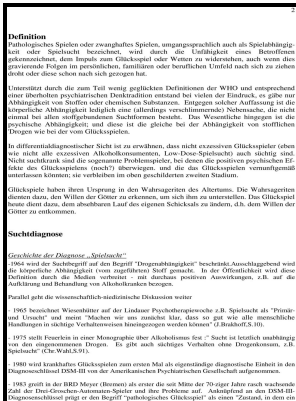 2
Definition
Pathologisches Spielen oder zwanghaftes Spielen, umgangssprachlich auch als Spielabhängig-
keit oder Spielsucht bezeichnet, wird durch die Unfähigkeit eines Betroffenen
gekennzeichnet, dem Impuls zum Glücksspiel oder Wetten zu widerstehen, auch wenn dies
gravierende Folgen im persönlichen, familiären oder beruflichen Umfeld nach sich zu ziehen
droht oder diese schon nach sich gezogen hat.
Unterstützt durch die zum Teil wenig geglückten Definitionen der WHO und entsprechend
einer überholten psychiatrischen Denktradition entstand bei vielen der Eindruck, es gäbe nur
Abhängigkeit von Stoffen oder chemischen Substanzen. Entgegen solcher Auffassung ist die
körperliche Abhängigkeit lediglich eine (allerdings verschlimmernde) Nebensache, die nicht
einmal bei allen stoffgebundenen Suchtformen besteht. Das Wesentliche hingegen ist die
psychische Abhängigkeit; und diese ist die gleiche bei der Abhängigkeit von stofflichen
'Drogen wie bei der vom Glücksspielen.
In differentialdiagnostischer Sicht ist zu erwähnen, dass nicht exzessiven Glücksspieler (eben
wie nicht alle exzessiven Alkoholkonsumenten, Low-Dose-Spielsucht) auch süchtig sind.
Nicht suchtkrank sind die sogenannte Problemspieler, bei denen die positiven psychischen Ef-
fekte des Glücksspielens (noch?) überwiegen, und die das Glücksspielen vernunftgemäß
unterlassen können; sie verbleiben im oben geschilderten zweiten Stadium.
Glücksspiele haben ihren Ursprung in den Wahrsageriten des Altertums. Die Wahrsageriten
dienten dazu, den Willen der Götter zu erkennen, um sich ihn zu unterstellen. Das Glücksspiel
heute dient dazu, dem absehbaren Lauf des eigenen Schicksals zu ändern, d.h. dem Willen der
Götter zu entkommen.
Suchtdiagnose
Geschichte der Diagnose „Spielsucht"
-1964 wird der Suchtbegriff auf den Begriff "Drogenabhängigkeit" beschränkt. Ausschlaggebend wird
die körperliche Abhängigkeit (vom zugeführten) Stoff gemacht. In der Öffentlichkeit wird diese
Definition durch die Medien verbreitet - mit durchaus positiven Auswirkungen, z.B. auf die
Aufklärung und Behandlung von Alkoholkranken bezogen.
Parallel geht die wissenschaftlich-medizinische Diskussion weiter
- 1965 bezeichnet Wiesenhütter auf der Lindauer Psychotherapiewoche z.B. Spielsucht als "Primär-
und Ursucht" und meint "Machen wir uns zunächst klar, dass so gut wie alle menschliche
Handlungen in süchtige Verhaltenweisen hineingezogen werden können" (J.Brakhoff,S.10).
- 1975 stellt Feuerlein in einer Monographie über Alkoholismus fest :" Sucht ist letztlich unabhängig
von den eingenommenen Drogen. Es gibt auch süchtiges Verhalten ohne Drogenkonsum, z.B.
Spielsucht" (Chr.Wahl,S.91).
- 1980 wird krankhaftes Glücksspielen zum ersten Mal als eigenständige diagnostische Einheit in den
Diagnoseschlüssel DSM-III von der Amerikanischen Psychiatrischen Gesellschaft aufgenommen.
- 1983 greift in der BRD Meyer (Bremen) als erster die seit Mitte der 70-ziger Jahre rasch wachsende
Zahl der Drei-Groschen-Automaten-Spieler und ihre Probleme auf. Anknüpfend an den DSM-III-
Diagnoseschlüssel prägt er den Begriff "pathologisches Glücksspiel" als einen "Zustand, in dem ein